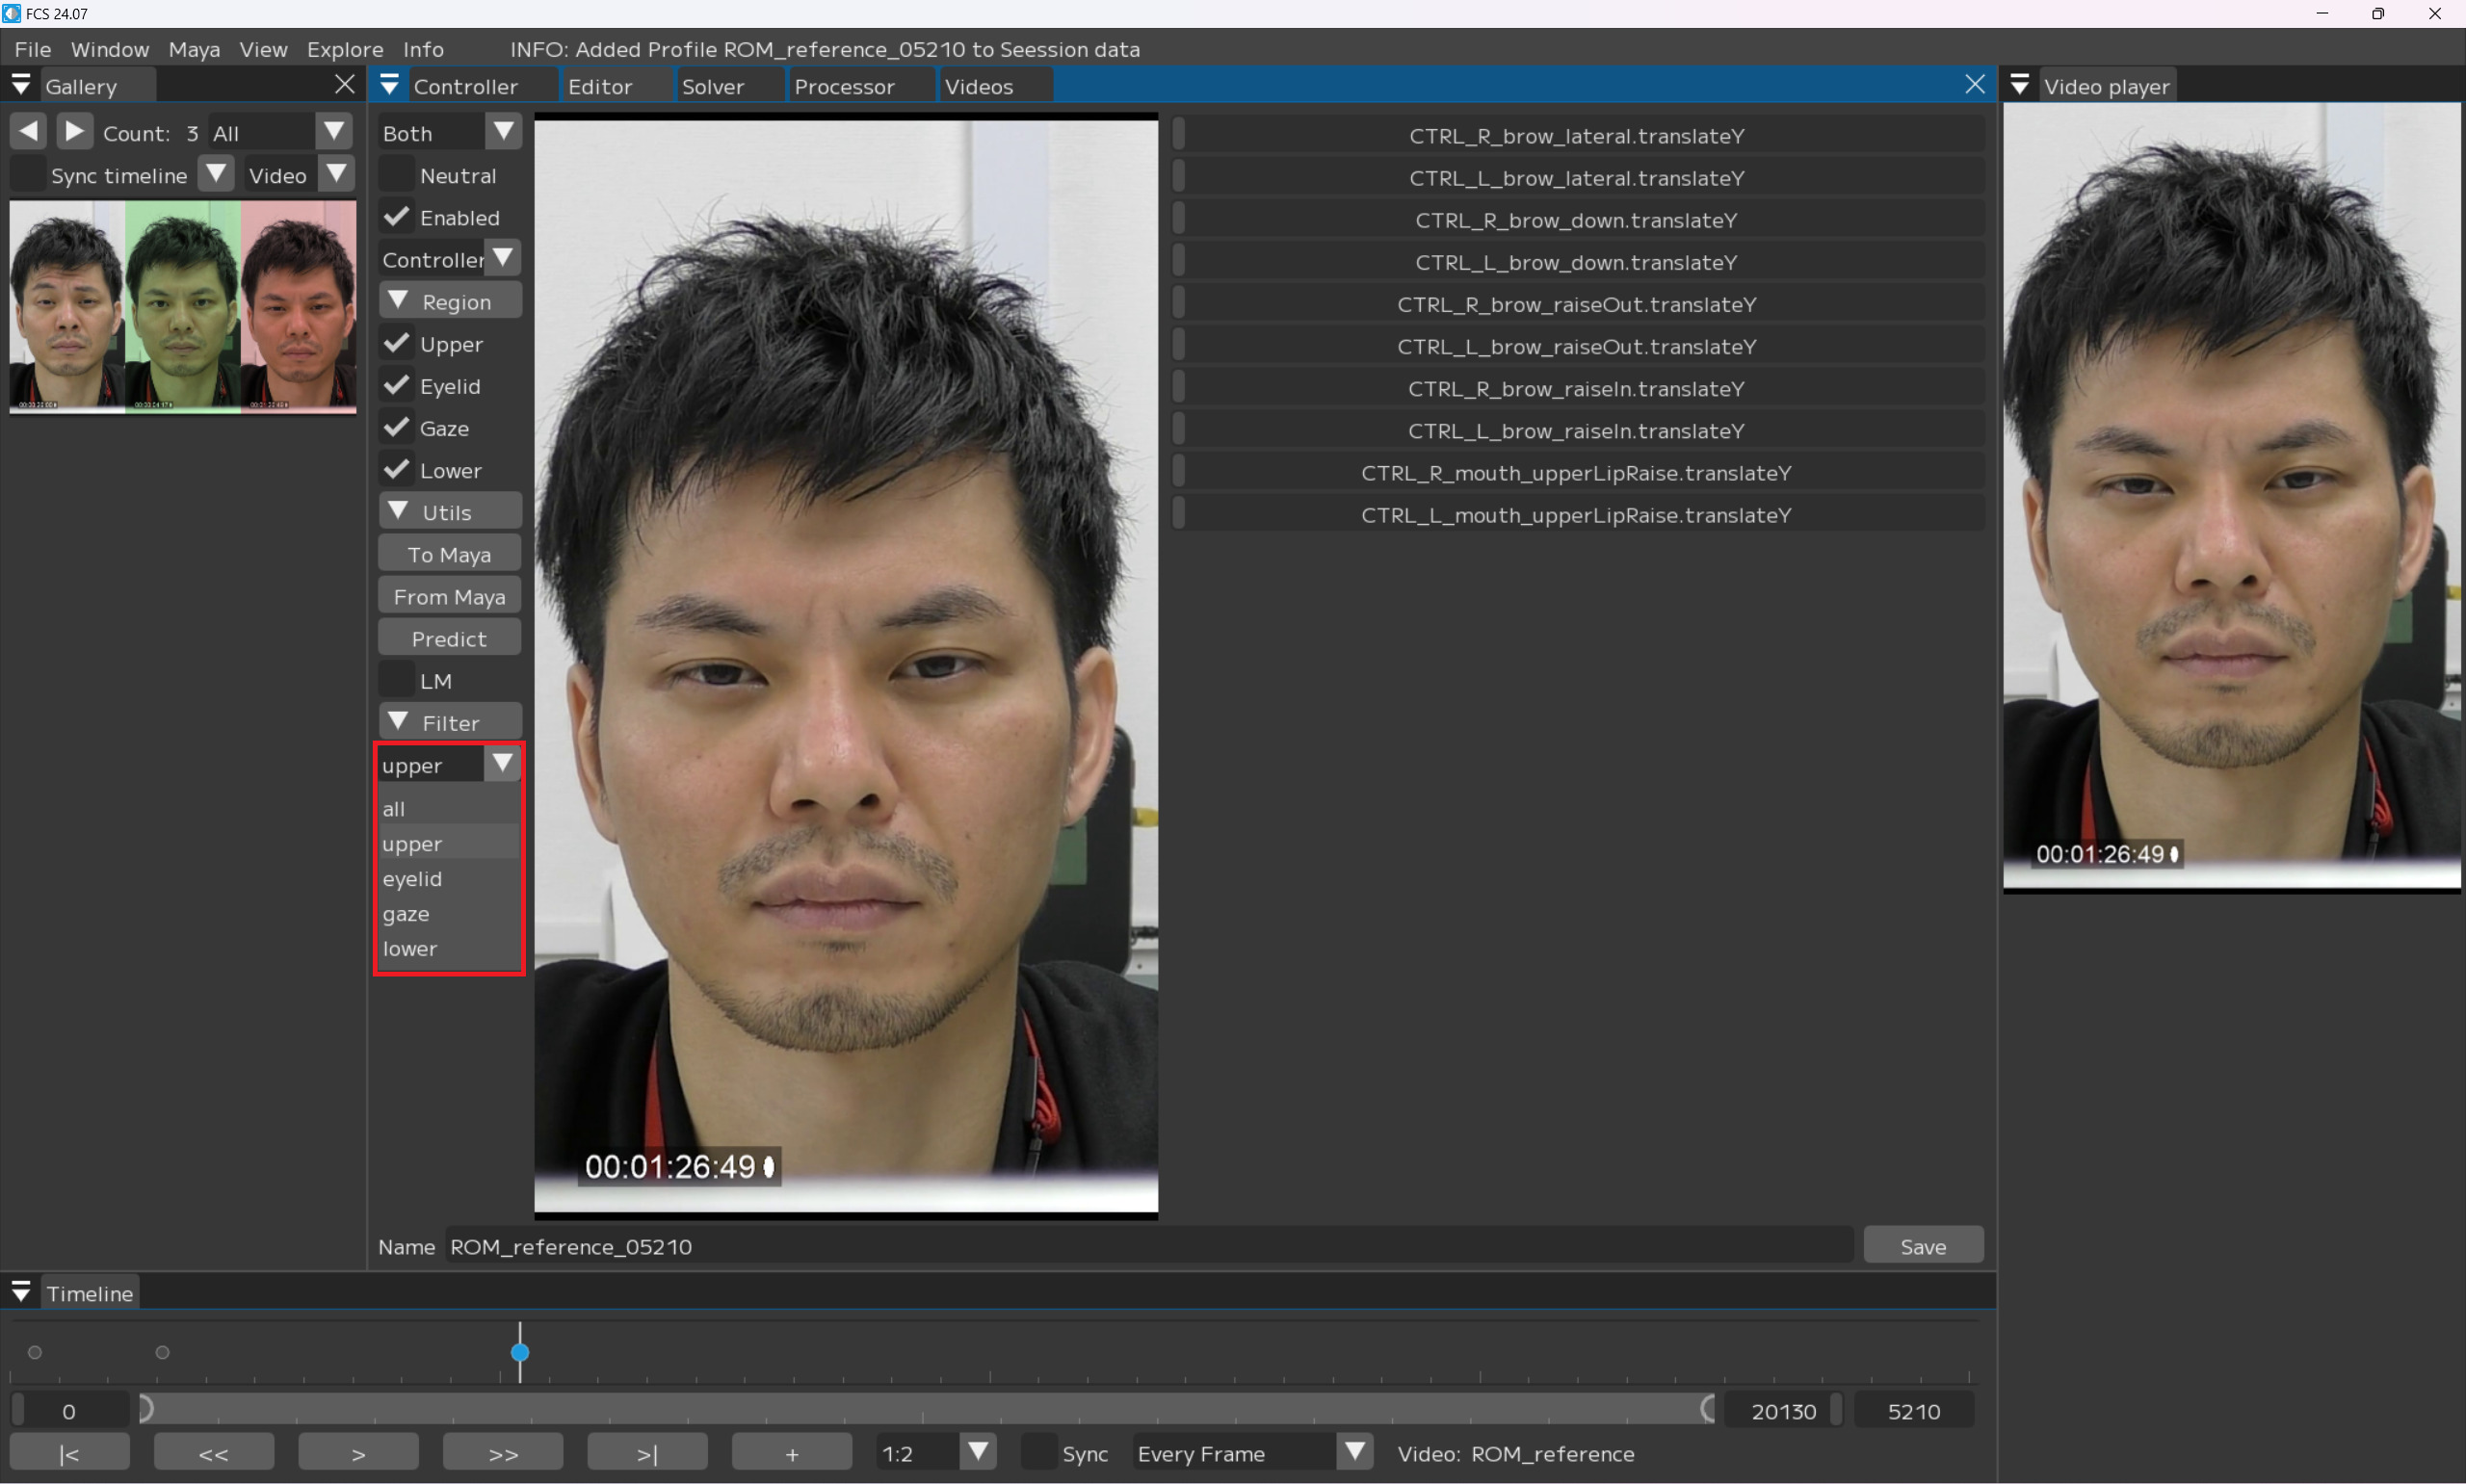 FCS 24.07
File Window Maya View Explore Info INFO: Added Profile ROM_reference_05210 to Seession data
Gallery
Controller Editor Solver Processor Videos
Video player
Count: 3 All
Sync timeline Video
Both
Neutral
Enabled
Controller
Region
Upper
Eyelid
Gaze
Lower
Utils
To Maya
From Maya
Predict
LM
Filter
upper
all
upper
eyelid
gaze
lower
00:01:26:49
CTRL_R_brow_lateral.translateY
CTRL_L_brow_lateral.translateY
CTRL_R_brow_down.translateY
CTRL_L_brow_down.translateY
CTRL_R_brow_raiseOut.translateY
CTRL_L_brow_raiseOut.translateY
CTRL_R_brow_raiseIn.translateY
CTRL_L_brow_raiseIn.translateY
CTRL_R_mouth_upperLipRaise.translateY
CTRL_L_mouth_upperLipRaise.translateY
00:01:26:49
Name ROM_reference_05210 Save
Timeline
0 20130 5210
|< << > >> >| + 1:2 Sync Every Frame Video: ROM_reference